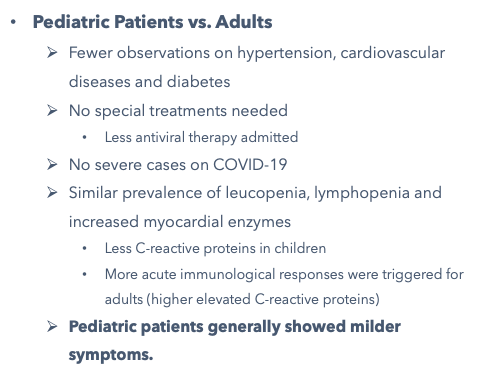 • Pediatric Patients vs. Adults
➢ Fewer observations on hypertension, cardiovascular
diseases and diabetes
➢ No special treatments needed
• Less antiviral therapy admitted
➢ No severe cases on COVID-19
➢ Similar prevalence of leucopenia, lymphopenia and
increased myocardial enzymes
• Less C-reactive proteins in children
• More acute immunological responses were triggered for
adults (higher elevated C-reactive proteins)
➢ Pediatric patients generally showed milder
symptoms.